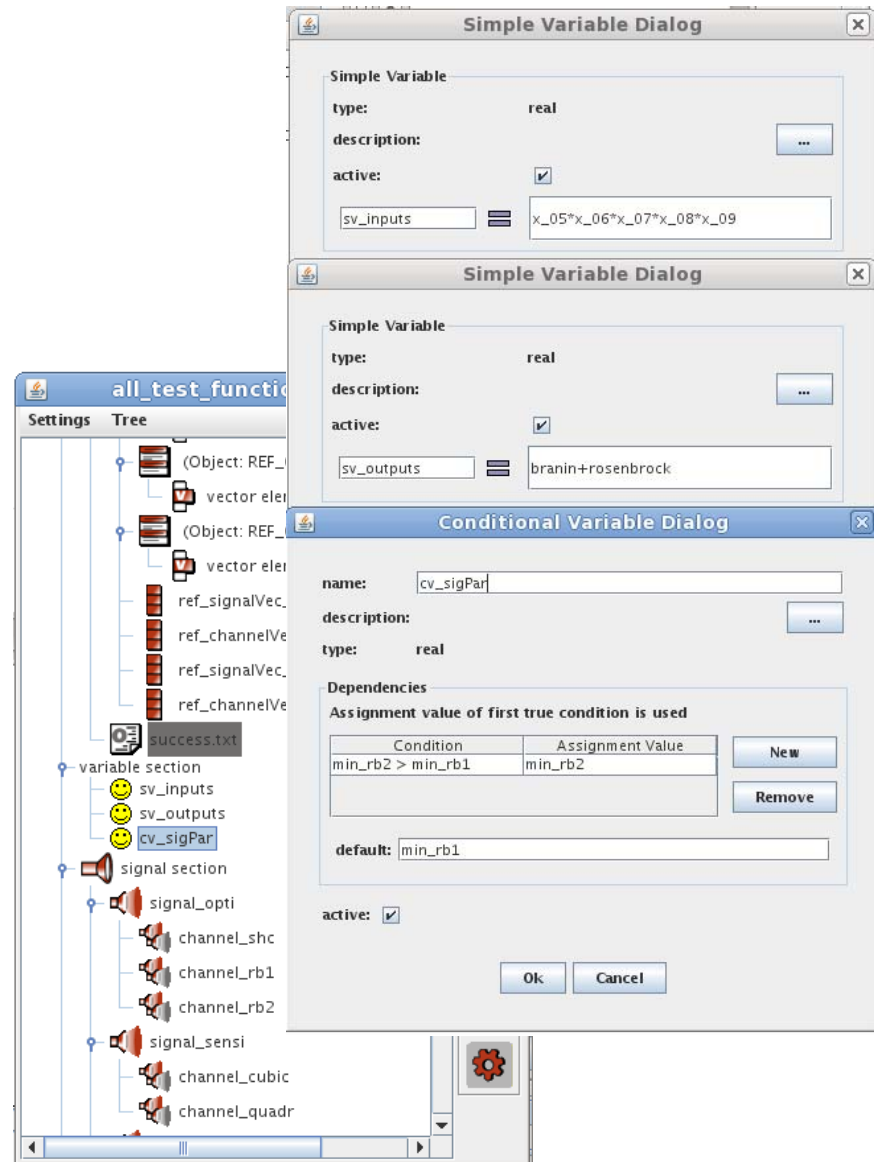 Simple Variable Dialog
Simple Variable
type: real
description: ...
active:
sv_inputs x_05*x_06*x_07*x_08*x_09
Simple Variable Dialog
Simple Variable
type: real
description: ...
active:
sv_outputs branin+rosenbrock
Conditional Variable Dialog
name: cv_sigPar
description: ...
type: real
Dependencies
Assignment value of first true condition is used
Condition Assignment Value
min_rb2 > min_rb1 min_rb2
New
Remove
default: min_rb1
active:
Ok Cancel
all_test_functio
Settings Tree
(Object: REF_
vector eler
(Object: REF_
vector eler
ref_signalVec_
ref_channelVe
ref_signalVec_
ref_channelVe
success.txt
variable section
sv_inputs
sv_outputs
cv_sigPar
signal section
signal_opti
channel_shc
channel_rb1
channel_rb2
signal_sensi
channel_cubic
channel_quadr